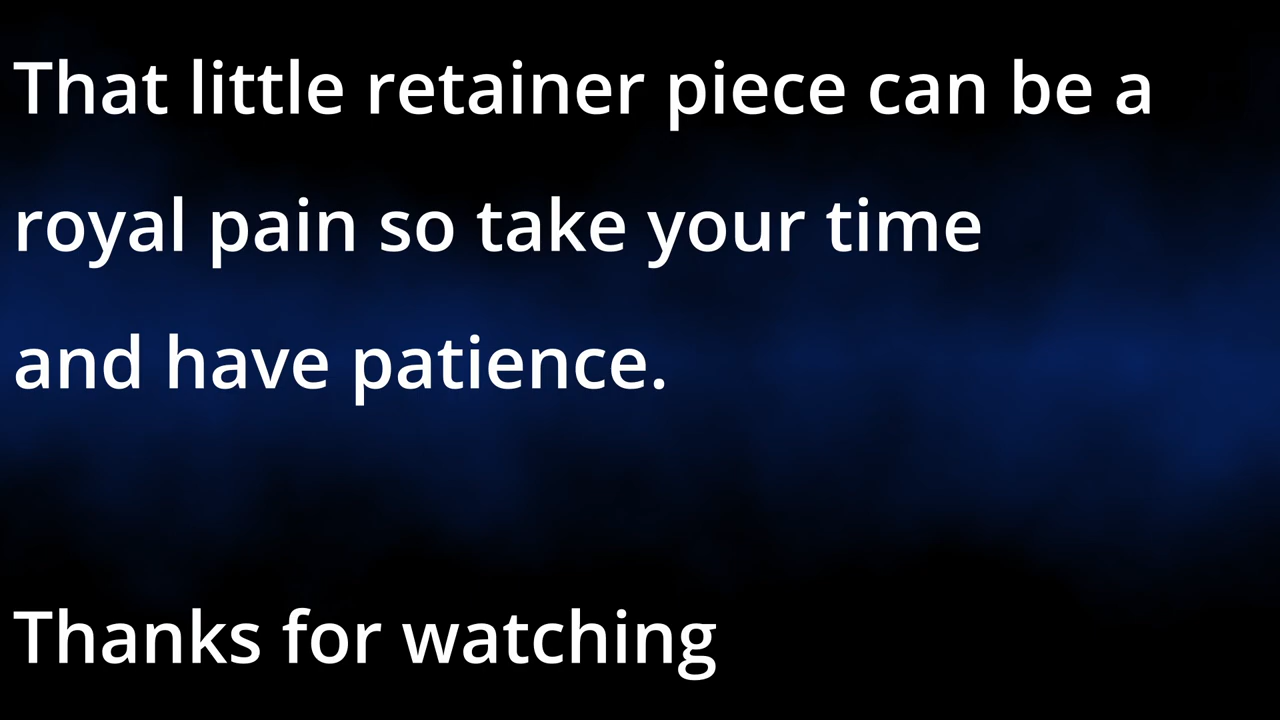 That little retainer piece can be a
royal pain so take your time
and have patience.
Thanks for watching